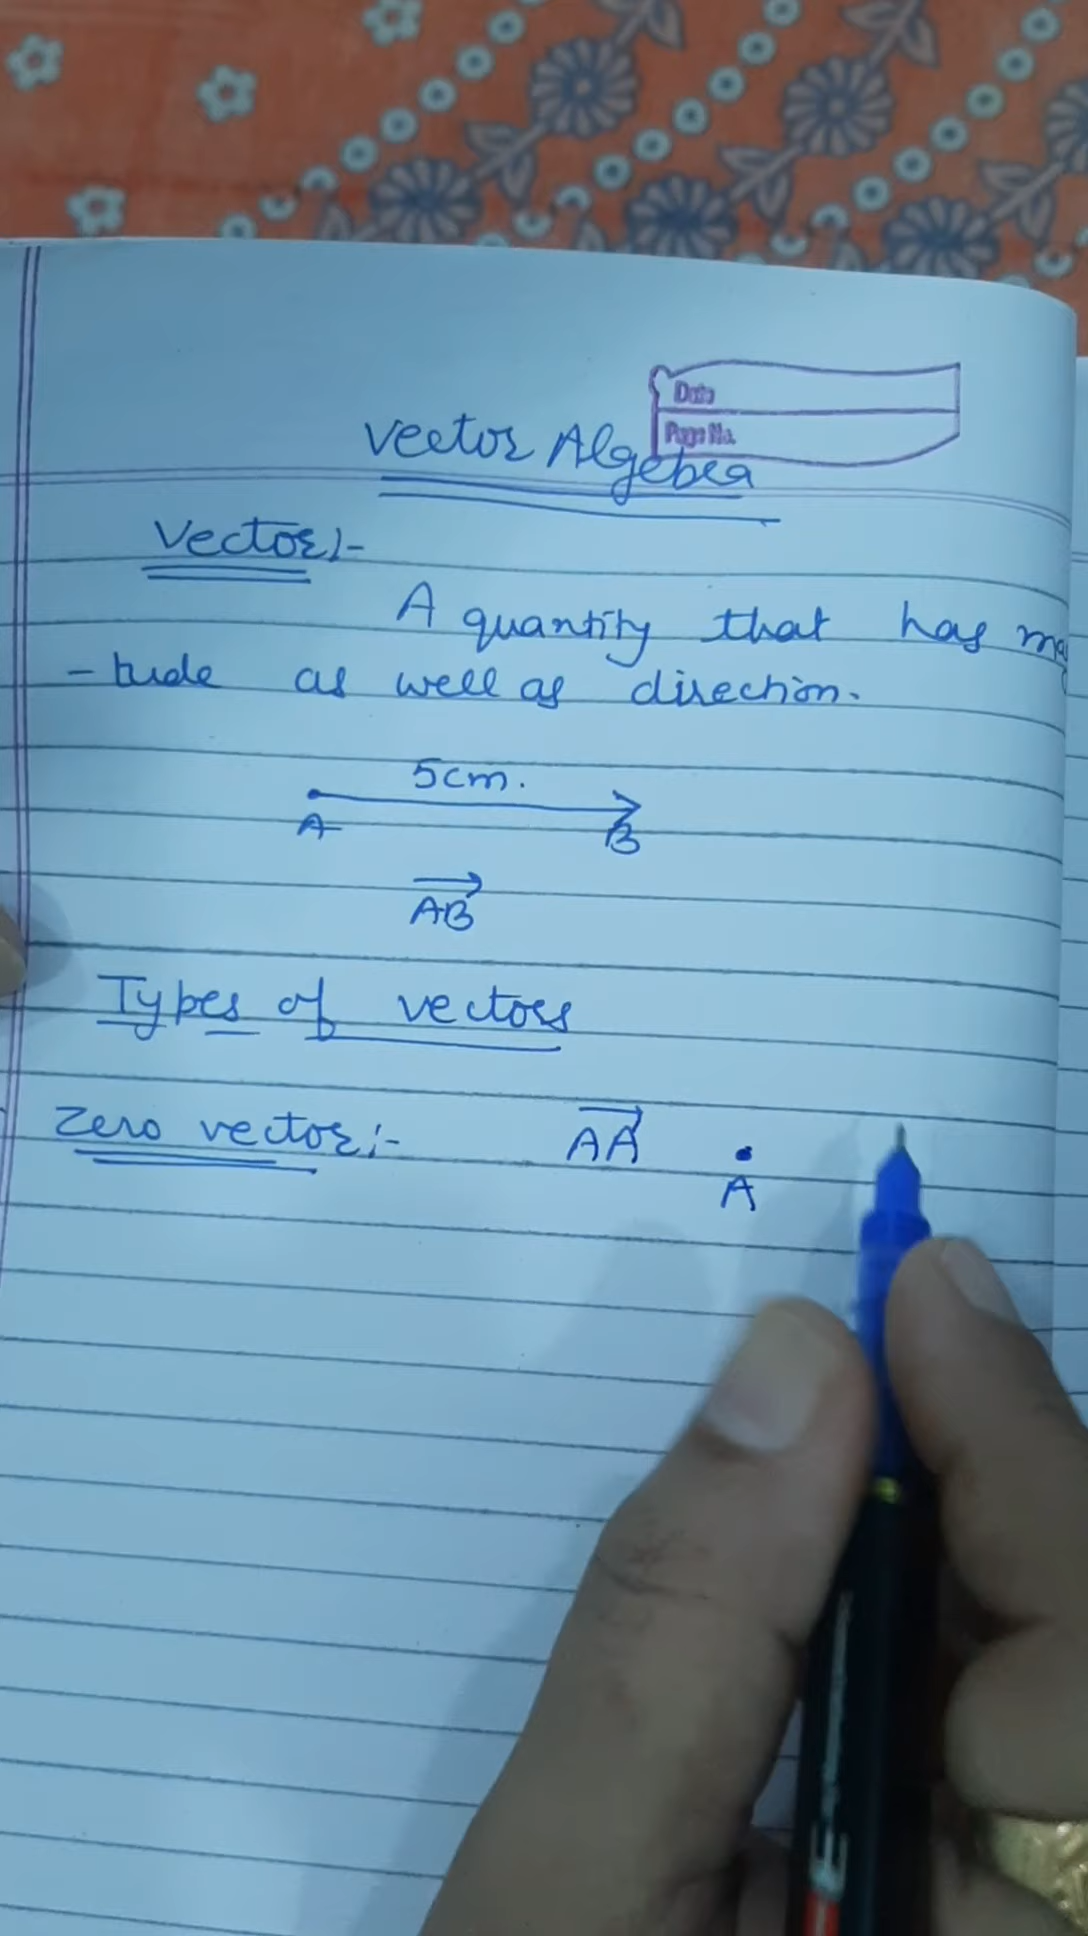 Date
Page No.
Vector Algebra
Vector:-
A quantity that has mag
-tude as well as direction.
5cm.
A B
AB
Types of vectors
Zero vector:- AA
A